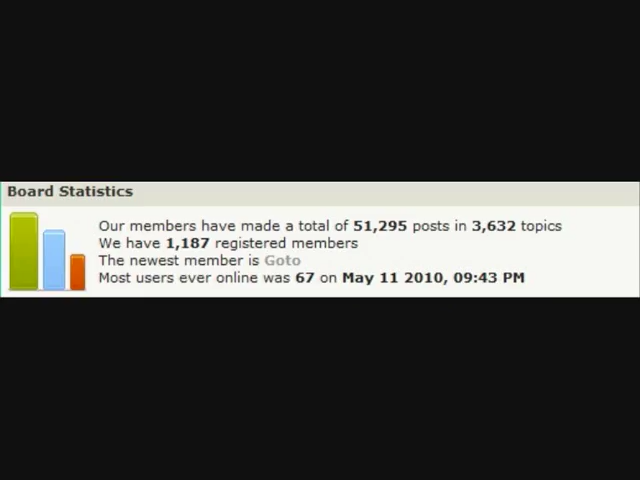 Board Statistics
Our members have made a total of 51,295 posts in 3,632 topics
We have 1,187 registered members
The newest member is Goto
Most users ever online was 67 on May 11 2010, 09:43 PM